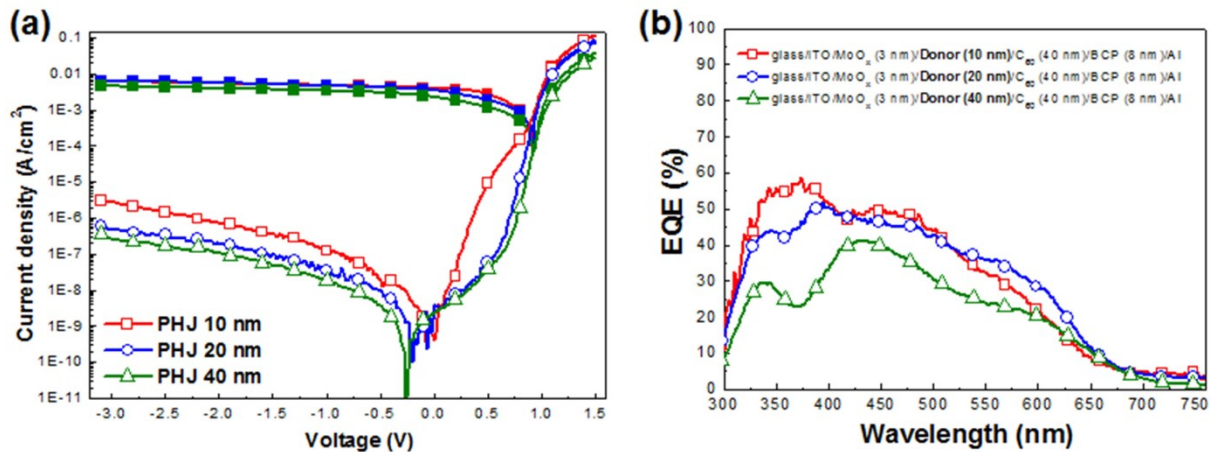 (a)
0.1
0.01
1E-3
1E-4
1E-5
1E-6
1E-7
1E-8
1E-9
1E-10
1E-11
Current density (A/cm²)
PHJ 10 nm
PHJ 20 nm
PHJ 40 nm
-3.0 -2.5 -2.0 -1.5 -1.0 -0.5 0.0 0.5 1.0 1.5
Voltage (V)
(b)
100
90
80
70
60
50
40
30
20
10
0
EQE (%)
glass/ITO/MoOₓ (3 nm)/Donor (10 nm)/C₆₀ (40 nm)/BCP (8 nm)/Al
glass/ITO/MoOₓ (3 nm)/Donor (20 nm)/C₆₀ (40 nm)/BCP (8 nm)/Al
glass/ITO/MoOₓ (3 nm)/Donor (40 nm)/C₆₀ (40 nm)/BCP (8 nm)/Al
300 350 400 450 500 550 600 650 700 750
Wavelength (nm)